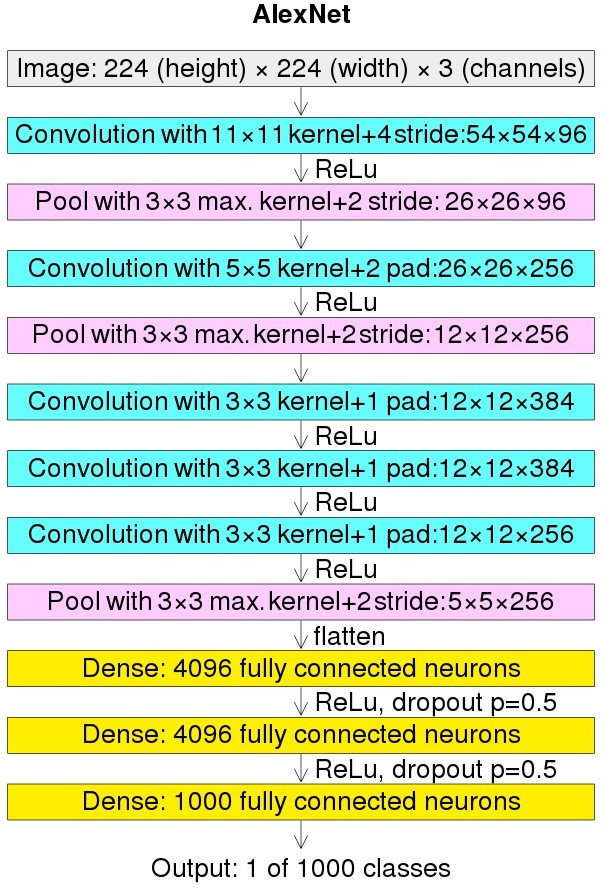 AlexNet
Image: 224 (height) × 224 (width) × 3 (channels)
Convolution with 11×11 kernel+4 stride:54×54×96
ReLu
Pool with 3×3 max. kernel+2 stride: 26×26×96
Convolution with 5×5 kernel+2 pad:26×26×256
ReLu
Pool with 3×3 max. kernel+2 stride:12×12×256
Convolution with 3×3 kernel+1 pad:12×12×384
ReLu
Convolution with 3×3 kernel+1 pad:12×12×384
ReLu
Convolution with 3×3 kernel+1 pad:12×12×256
ReLu
Pool with 3×3 max. kernel+2 stride:5×5×256
flatten
Dense: 4096 fully connected neurons
ReLu, dropout p=0.5
Dense: 4096 fully connected neurons
ReLu, dropout p=0.5
Dense: 1000 fully connected neurons
Output: 1 of 1000 classes